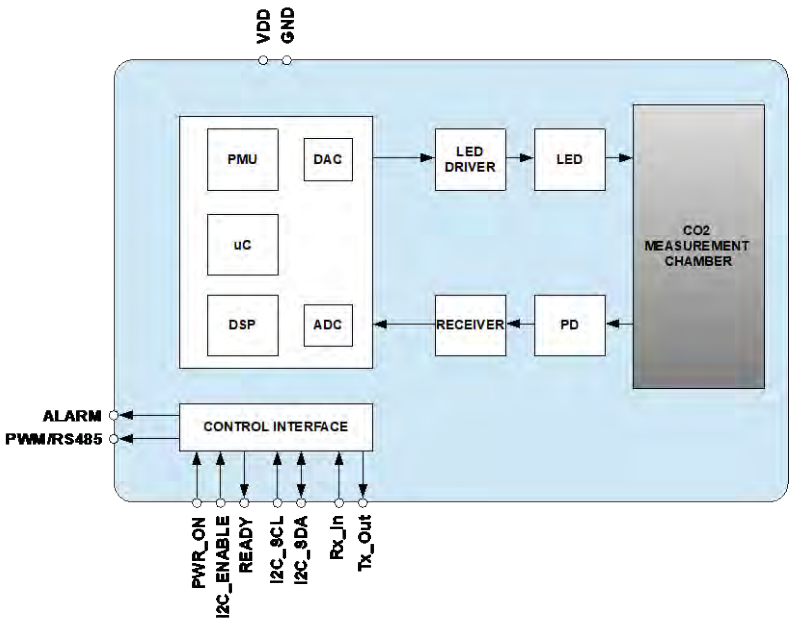 VDD
GND
PMU
DAC
LED
DRIVER
LED
uC
CO2
MEASUREMENT
CHAMBER
DSP
ADC
RECEIVER
PD
ALARM
PWM/RS485
CONTROL INTERFACE
PWR_ON
I2C_ENABLE
READY
I2C_SCL
I2C_SDA
Rx_In
Tx_Out